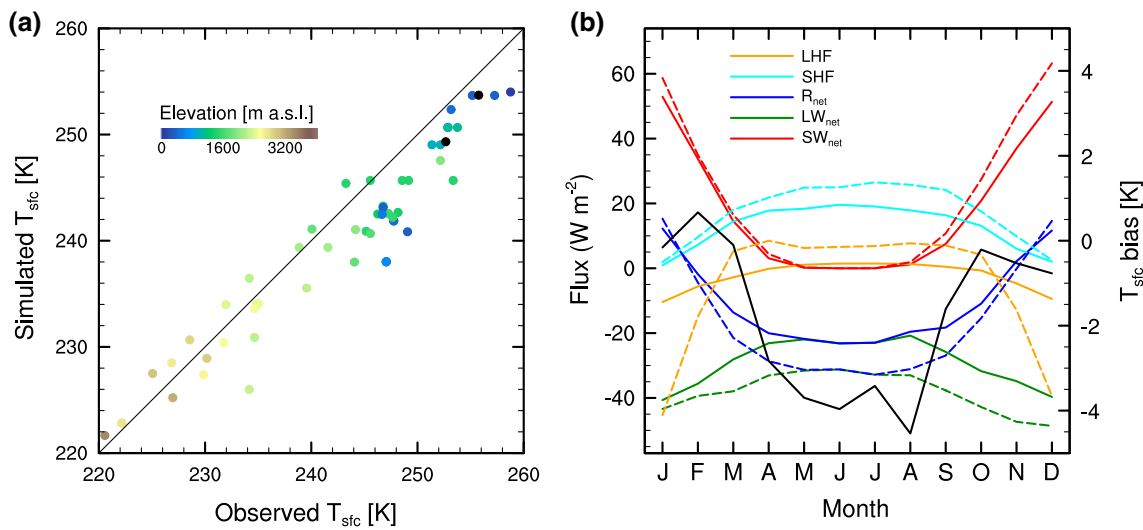 (a)
Simulated T_sfc [K]
260
250
240
230
220
Elevation [m a.s.l.]
0 1600 3200
220 230 240 250 260
Observed T_sfc [K]
(b)
Flux (W m⁻²)
60
40
20
0
-20
-40
LHF
SHF
R_net
LW_net
SW_net
4
2
0
-2
-4
T_sfc bias [K]
J F M A M J J A S O N D
Month